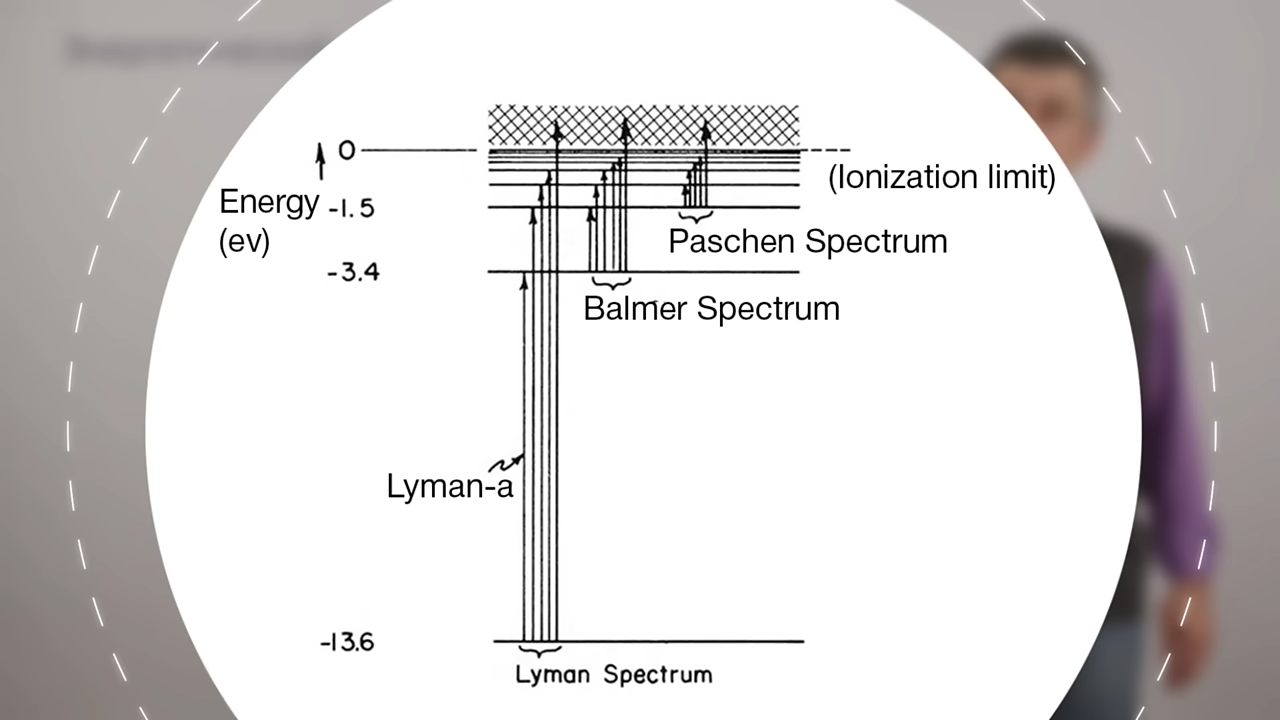 0
(Ionization limit)
Energy
(ev)
-1.5
Paschen Spectrum
-3.4
Balmer Spectrum
Lyman-a
-13.6
Lyman Spectrum